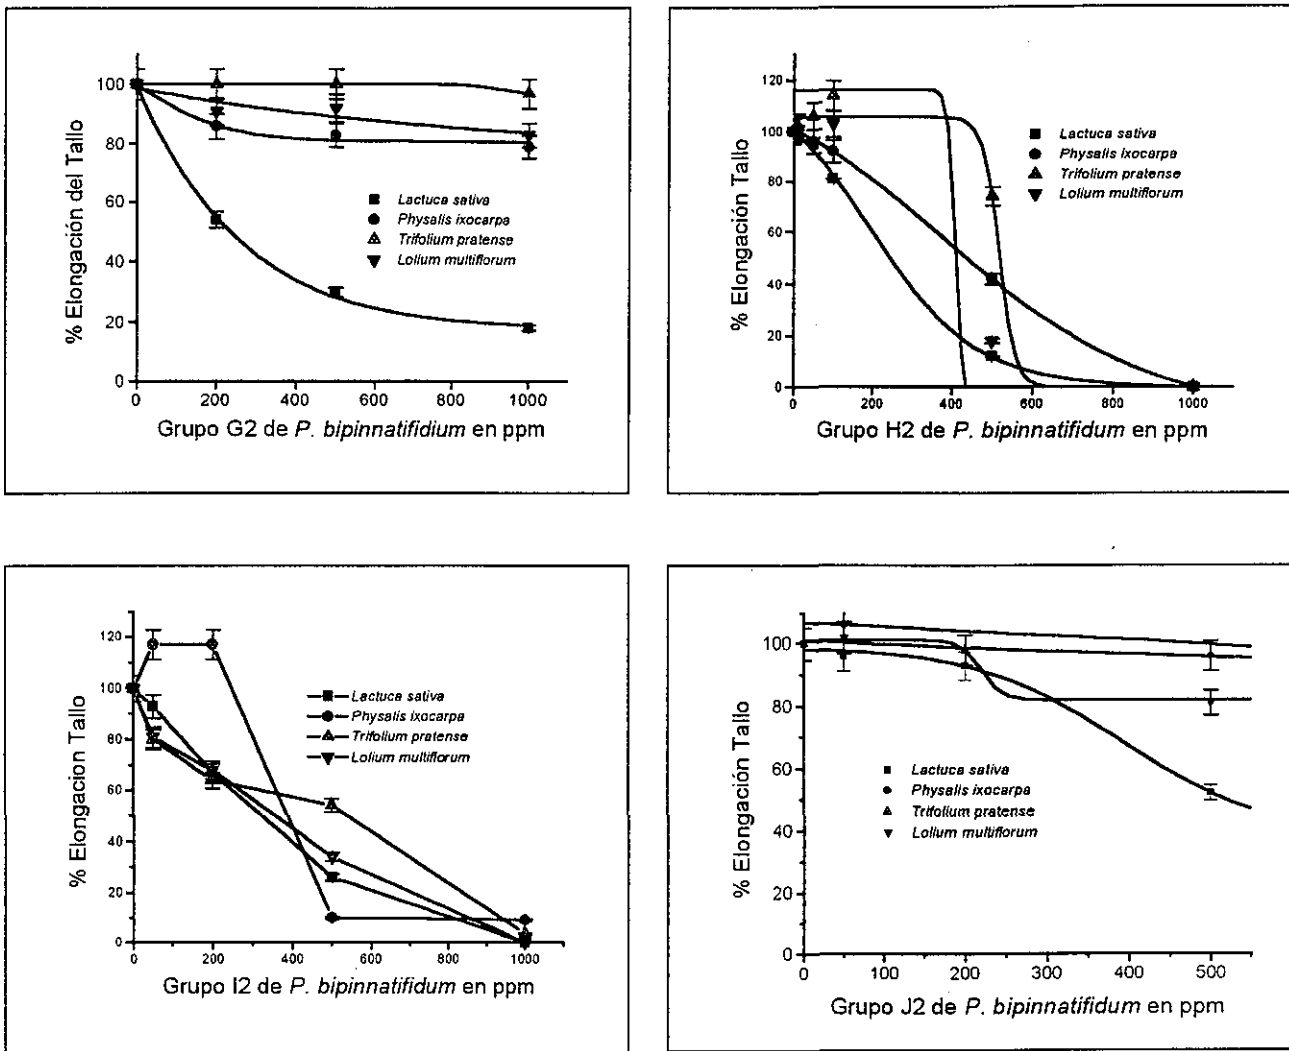 % Elongación del Tallo
100
80
60
40
20
0
0 200 400 600 800 1000
Lactuca sativa
Physalis ixocarpa
Trifolium pratense
Lolium multiflorum
Grupo G2 de P. bipinnatifidium en ppm
% Elongación Tallo
120
100
80
60
40
20
0
0 200 400 600 800 1000
Lactuca sativa
Physalis ixocarpa
Trifolium pratense
Lolium multiflorum
Grupo H2 de P. bipinnatifidum en ppm
% Elongacion Tallo
120
100
80
60
40
20
0
0 200 400 600 800 1000
Lactuca sativa
Physalis ixocarpa
Trifolium pratense
Lolium multiflorum
Grupo I2 de P. bipinnatifidum en ppm
% Elongación Tallo
100
80
60
40
20
0
0 100 200 300 400 500
Lactuca sativa
Physalis ixocarpa
Trifolium pratense
Lolium multiflorum
Grupo J2 de P. bipinnatifidum en ppm